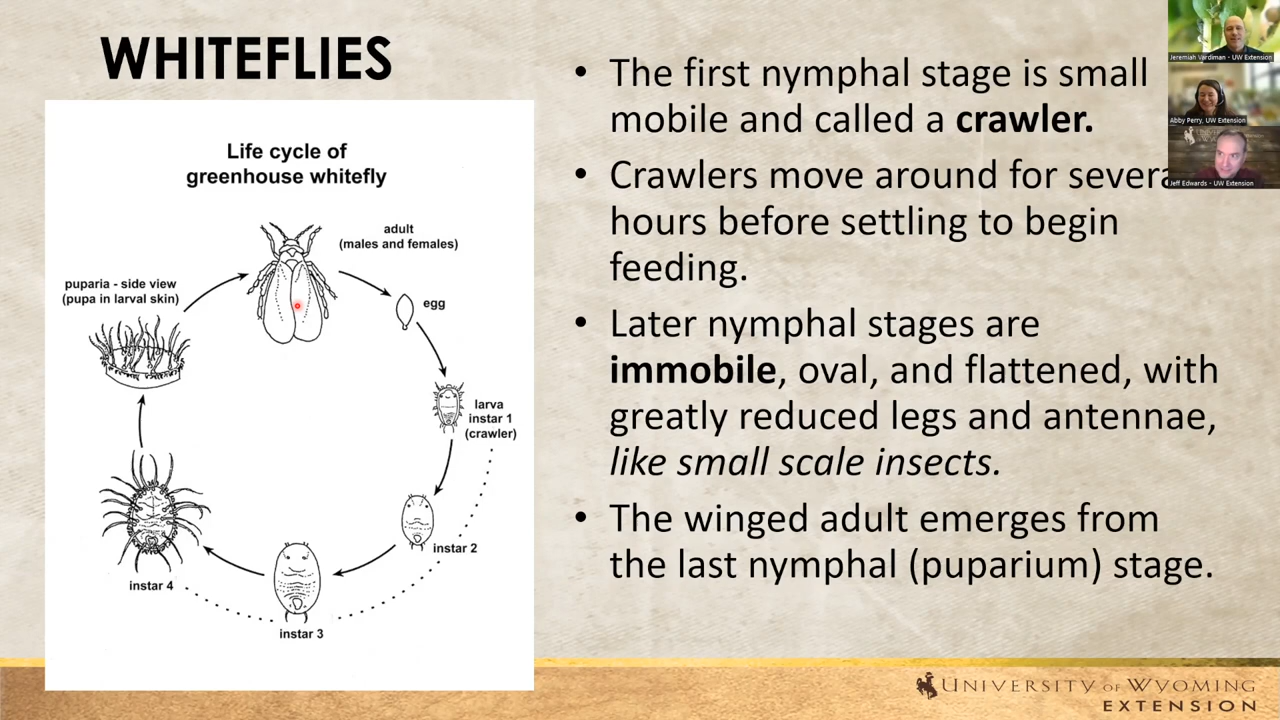 WHITEFLIES
Life cycle of
greenhouse whitefly
adult
(males and females)
egg
larva
instar 1
(crawler)
instar 2
instar 3
instar 4
puparia - side view
(pupa in larval skin)
• The first nymphal stage is small
mobile and called a crawler.
• Crawlers move around for severa
hours before settling to begin
feeding.
• Later nymphal stages are
immobile, oval, and flattened, with
greatly reduced legs and antennae,
like small scale insects.
• The winged adult emerges from
the last nymphal (puparium) stage.
Jeremiah Vardiman - UW Extension
Abby Perry, UW Extension
Jeff Edwards - UW Extension
UNIVERSITY OF WYOMING
EXTENSION